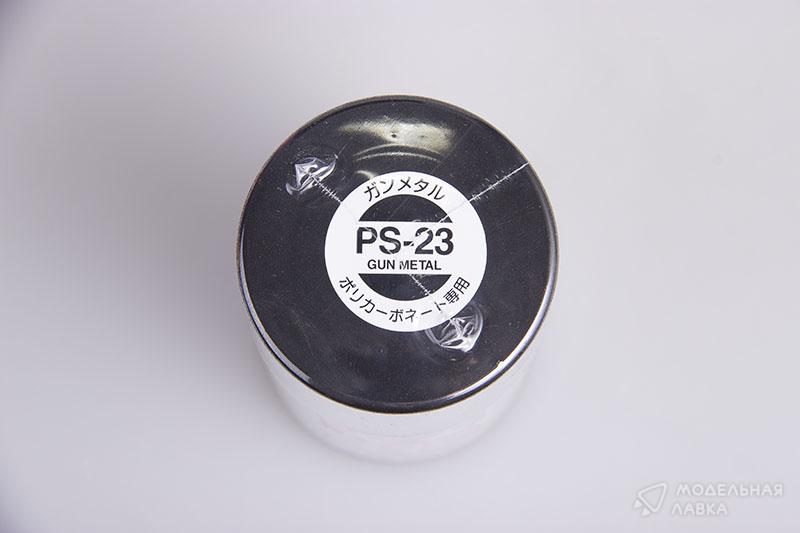 ガンメタル
PS-23
GUN METAL
ポリカーボネート専用
МОДЕЛЬНАЯ
ЛАВКА